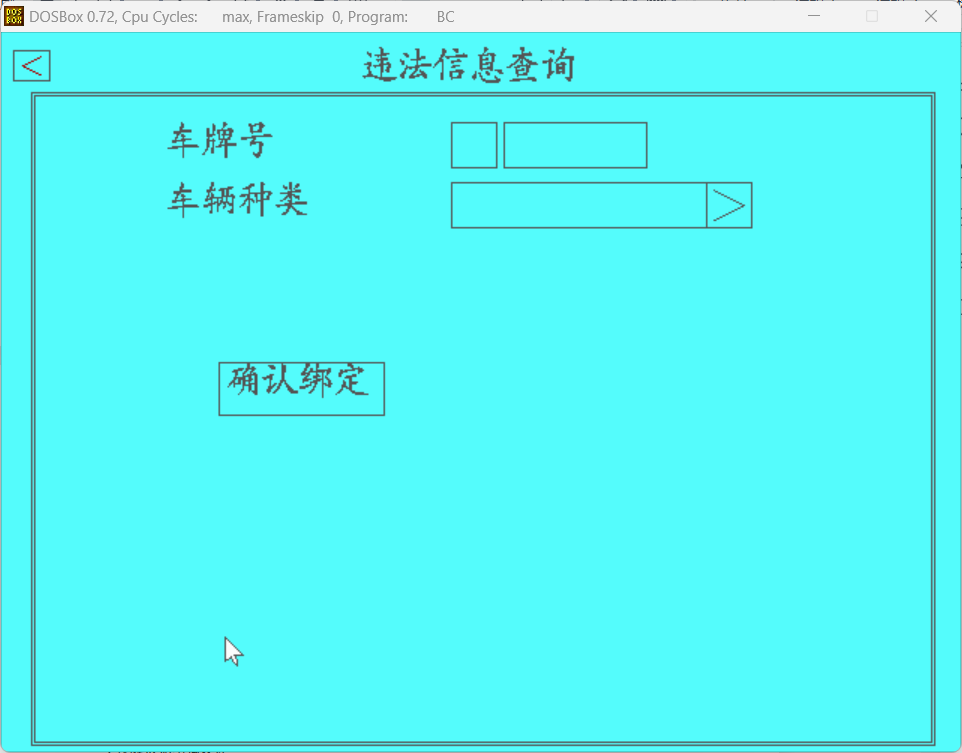 DOSBox 0.72, Cpu Cycles: max, Frameskip 0, Program: BC
< 违法信息查询
车牌号
车辆种类 >
确认绑定